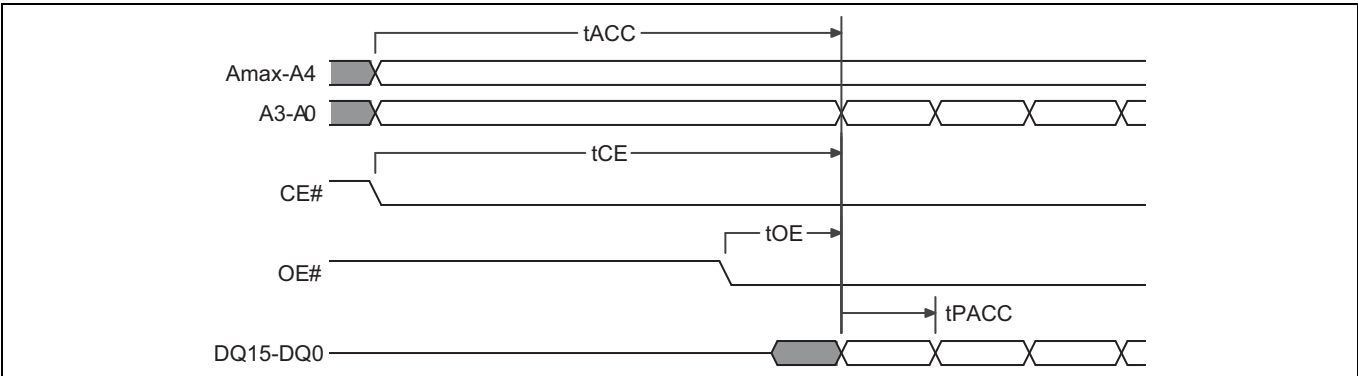 tACC
Amax-A4
A3-A0
tCE
CE#
tOE
OE#
tPACC
DQ15-DQ0